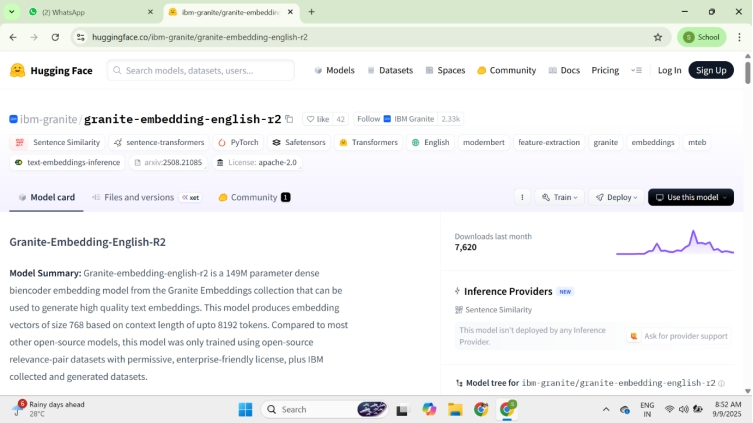 (2) WhatsApp
ibm-granite/granite-embedding
huggingface.co/ibm-granite/granite-embedding-english-r2
S School
Hugging Face
Search models, datasets, users...
Models Datasets Spaces Community Docs Pricing Log In Sign Up
ibm-granite/granite-embedding-english-r2 like 42 Follow IBM Granite 2.33k
Sentence Similarity sentence-transformers PyTorch Safetensors Transformers English modernbert feature-extraction granite embeddings mteb
text-embeddings-inference arxiv:2508.21085 License: apache-2.0
Model card Files and versions xet Community 1 Train Deploy Use this model
Granite-Embedding-English-R2
Model Summary: Granite-embedding-english-r2 is a 149M parameter dense
biencoder embedding model from the Granite Embeddings collection that can be
used to generate high quality text embeddings. This model produces embedding
vectors of size 768 based on context length of upto 8192 tokens. Compared to most
other open-source models, this model was only trained using open-source
relevance-pair datasets with permissive, enterprise-friendly license, plus IBM
collected and generated datasets.
Downloads last month
7,620
Inference Providers NEW
Sentence Similarity
This model isn't deployed by any Inference
Provider.
Ask for provider support
Model tree for ibm-granite/granite-embedding-english-r2
6
Rainy days ahead
28°C
Search
ENG
IN
8:52 AM
9/9/2025